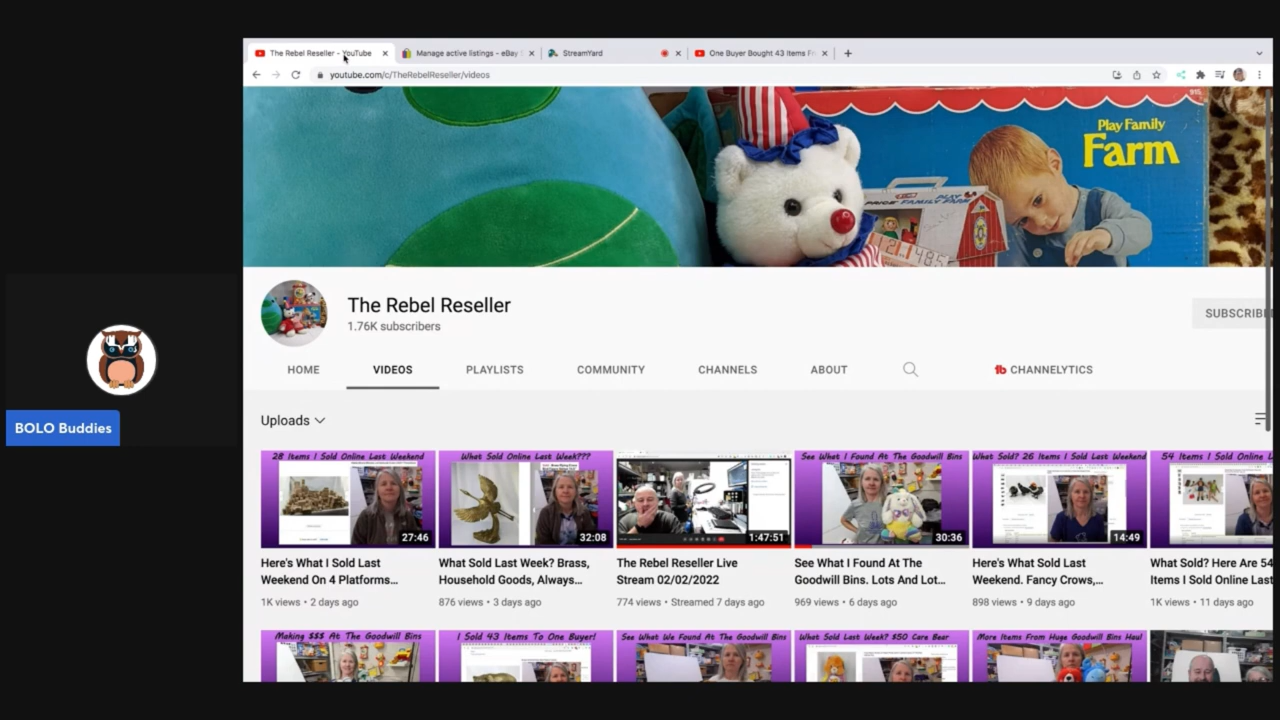 The Rebel Reseller - YouTube
Manage active listings - eBay
StreamYard
One Buyer Bought 43 Items
youtube.com/c/TheRebelReseller/videos
915
Play Family
Farm
PRICE FAMILY PLAY
The Rebel Reseller
1.76K subscribers
SUBSCRIBE
HOME
VIDEOS
PLAYLISTS
COMMUNITY
CHANNELS
ABOUT
CHANNELYTICS
BOLO Buddies
Uploads
28 Items I Sold Online Last Weekend
What Sold Online Last Week???
See What I Found At The Goodwill Bins
What Sold? 26 Items I Sold Last Weekend
54 Items I Sold Online L
27:46
32:08
1:47:51
30:36
14:49
Here's What I Sold Last
Weekend On 4 Platforms...
1K views • 2 days ago
What Sold Last Week? Brass,
Household Goods, Always...
876 views • 3 days ago
The Rebel Reseller Live
Stream 02/02/2022
774 views • Streamed 7 days ago
See What I Found At The
Goodwill Bins. Lots And Lot...
969 views • 6 days ago
Here's What I Sold Last
Weekend. Fancy Crows,...
898 views • 9 days ago
What Sold? Here Are 54
Items I Sold Online Last
1K views • 11 days ago
Making $$$ At The Goodwill Bins
I Sold 43 Items To One Buyer!
See What We Found At The Goodwill Bins
What Sold Last Week? $50 Care Bear
More Items From Huge Goodwill Bins Haul